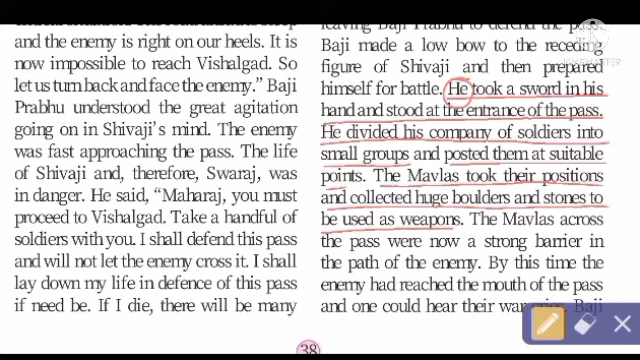 and the enemy is right on our heels. It is
now impossible to reach Vishalgad. So
let us turn back and face the enemy.” Baji
Prabhu understood the great agitation
going on in Shivaji’s mind. The enemy
was fast approaching the pass. The life
of Shivaji and, therefore, Swaraj, was
in danger. He said, “Maharaj, you must
proceed to Vishalgad. Take a handful of
soldiers with you. I shall defend this pass
and will not let the enemy cross it. I shall
lay down my life in defence of this pass
if need be. If I die, there will be many
leaving Baji Prabhu to defend the pass.
Baji made a low bow to the receding
figure of Shivaji and then prepared
himself for battle. He took a sword in his
hand and stood at the entrance of the pass.
He divided his company of soldiers into
small groups and posted them at suitable
points. The Mavlas took their positions
and collected huge boulders and stones to
be used as weapons. The Mavlas across
the pass were now a strong barrier in
the path of the enemy. By this time the
enemy had reached the mouth of the pass
and one could hear their war Baji
38
KINEMASTER